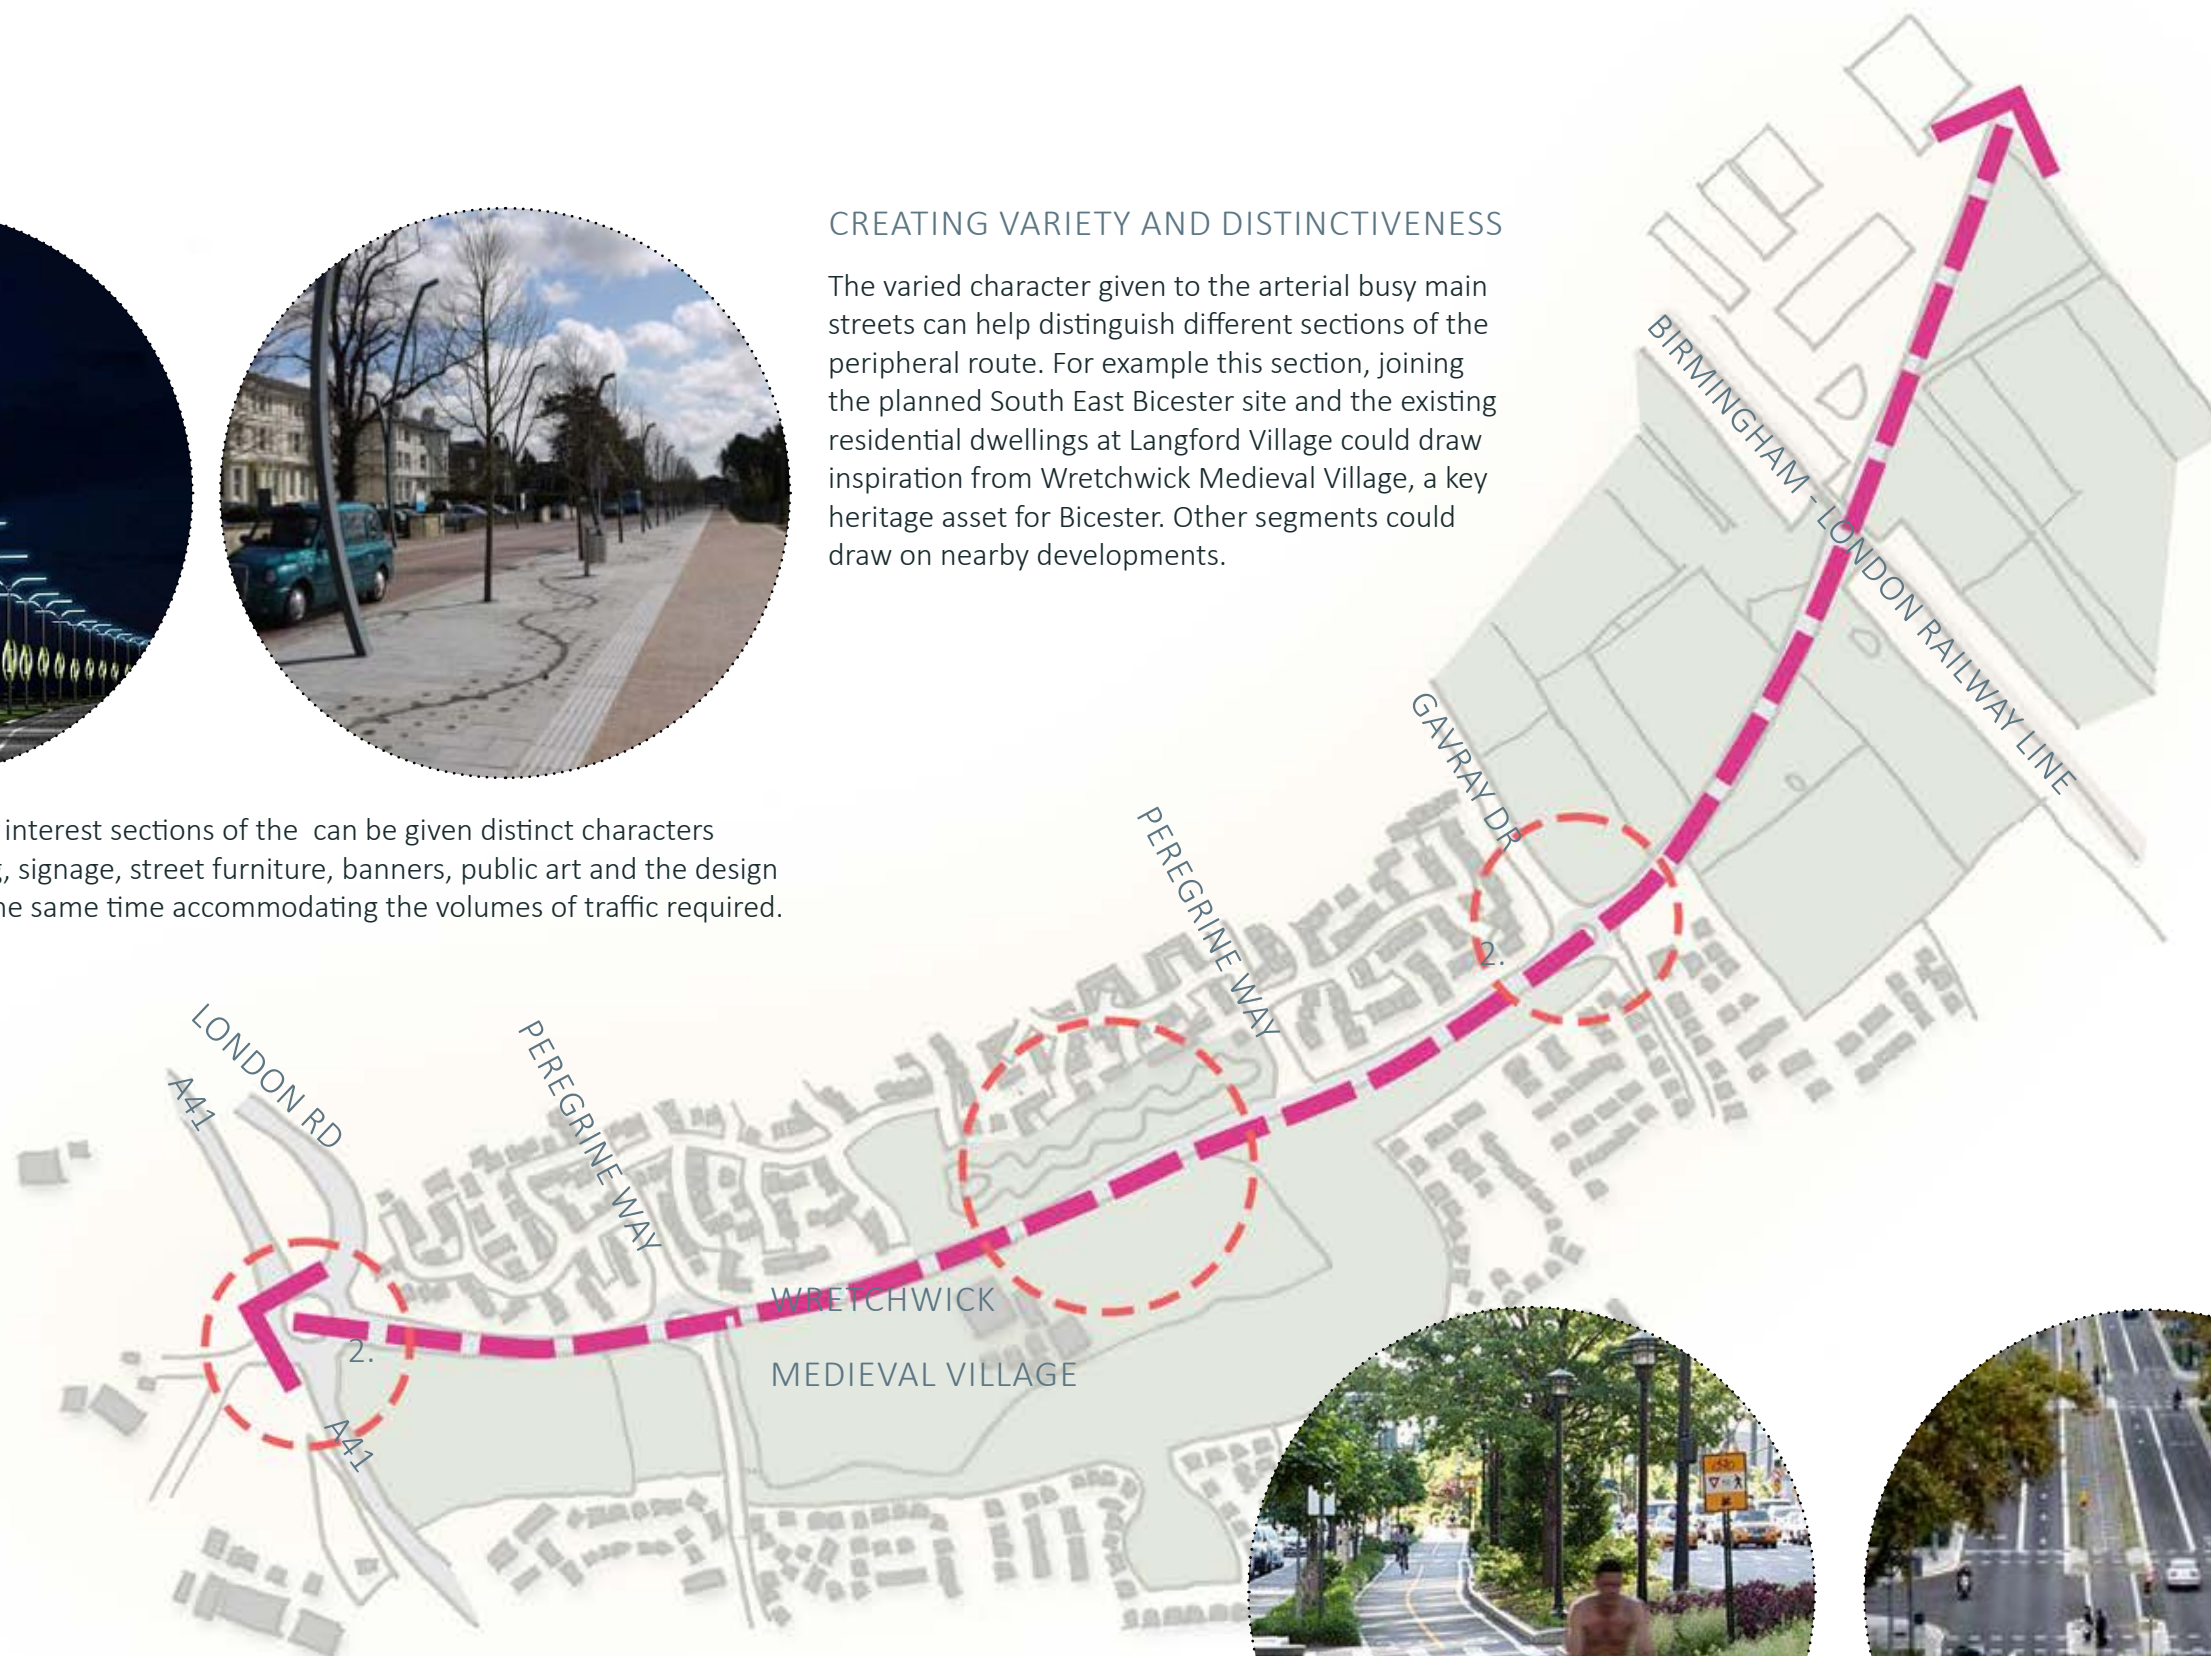 CREATING VARIETY AND DISTINCTIVENESS
The varied character given to the arterial busy main
streets can help distinguish different sections of the
peripheral route. For example this section, joining
the planned South East Bicester site and the existing
residential dwellings at Langford Village could draw
inspiration from Wretchwick Medieval Village, a key
heritage asset for Bicester. Other segments could
draw on nearby developments.
interest sections of the can be given distinct characters
, signage, street furniture, banners, public art and the design
same time accommodating the volumes of traffic required.
BIRMINGHAM - LONDON RAILWAY LINE
GAVRAY DR
PEREGRINE WAY
2.
LONDON RD
A41
PEREGRINE WAY
WRETCHWICK
MEDIEVAL VILLAGE
2.
A41